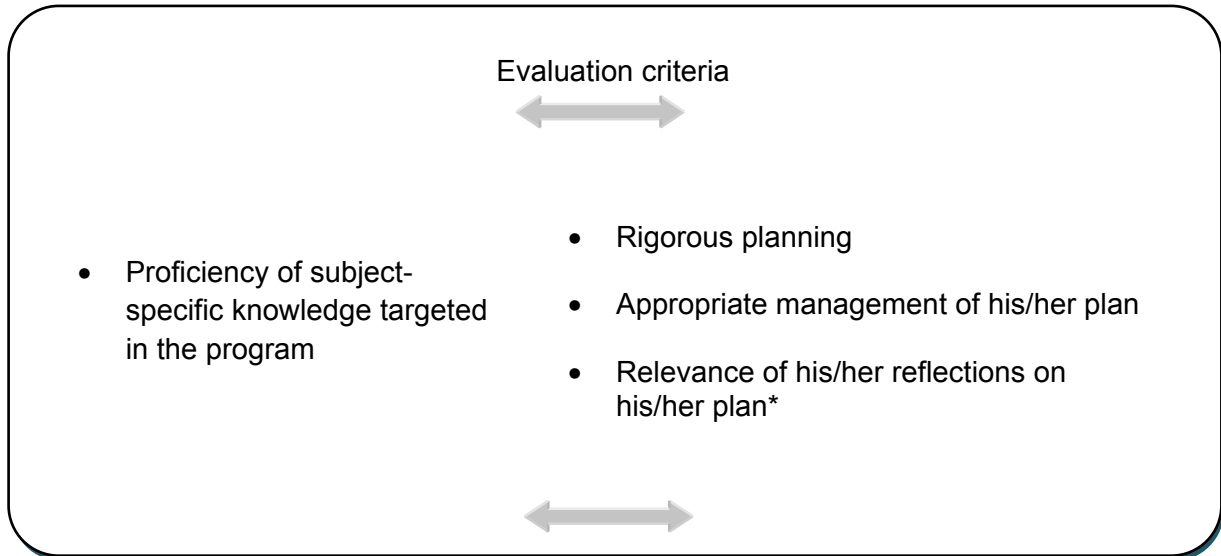 Evaluation criteria
• Proficiency of subject-
specific knowledge targeted
in the program
• Rigorous planning
• Appropriate management of his/her plan
• Relevance of his/her reflections on
his/her plan*